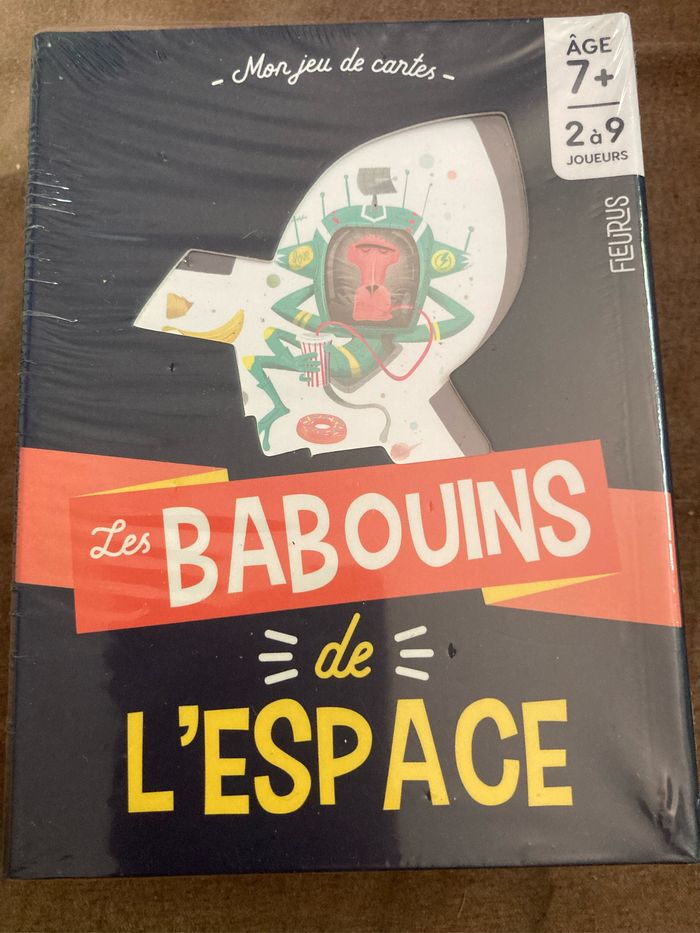 Mon jeu de cartes
ÂGE
7+
2 à 9
JOUEURS
FLEURUS
Les BABOUINS
de
L'ESPACE